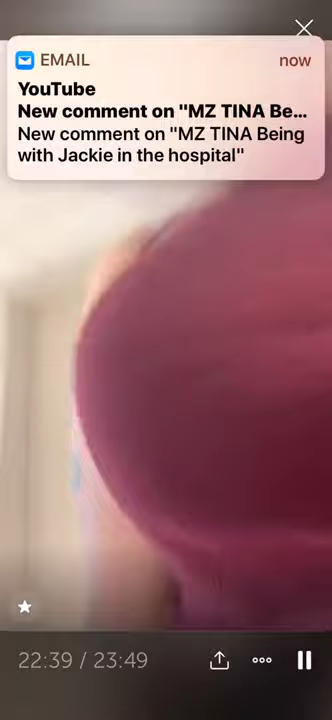 EMAIL now
YouTube
New comment on "MZ TINA Be...
New comment on "MZ TINA Being
with Jackie in the hospital"
22:39 / 23:49